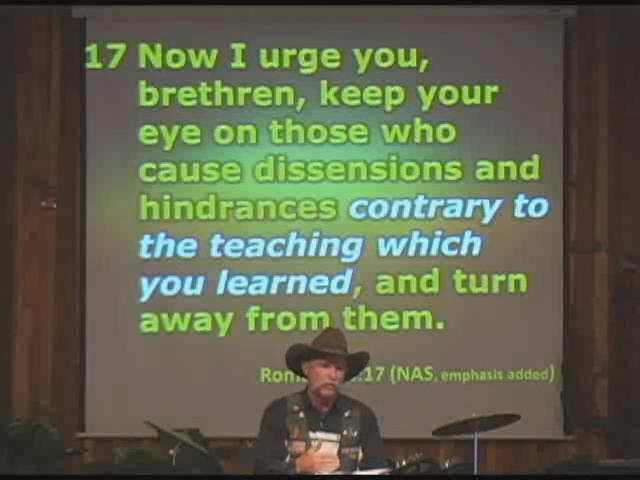 17 Now I urge you,
brethren, keep your
eye on those who
cause dissensions and
hindrances contrary to
the teaching which
you learned, and turn
away from them.
:17 (NAS, emphasis added)